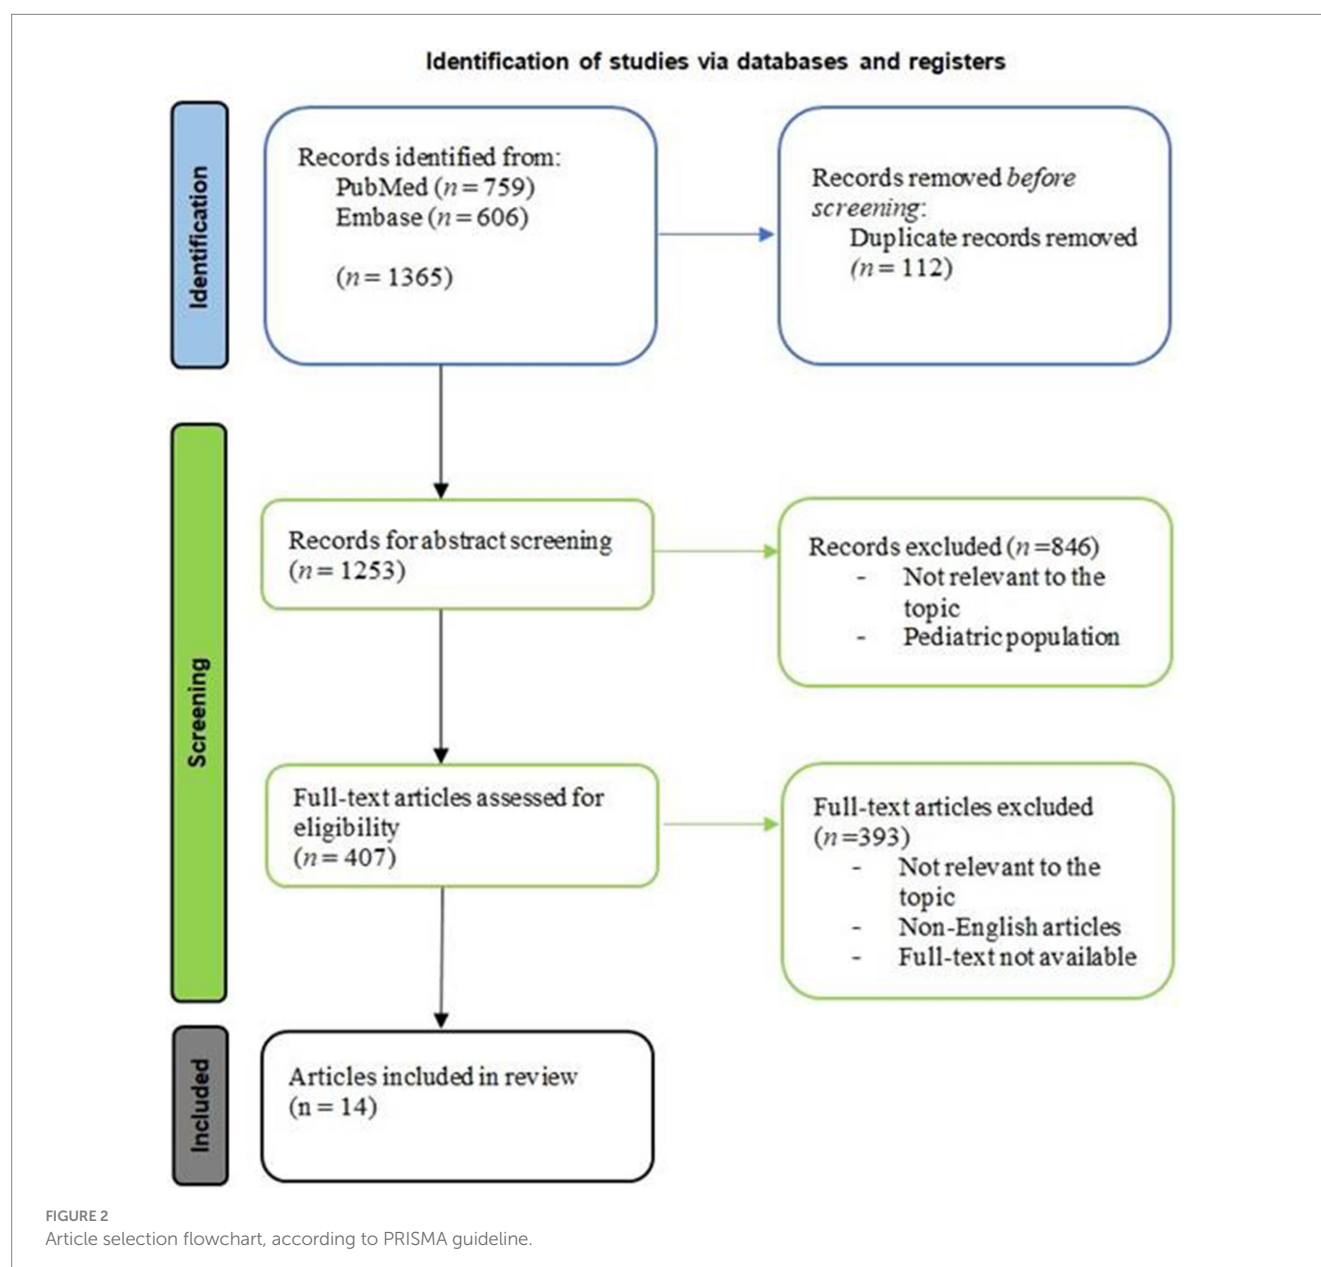 Identification of studies via databases and registers
Identification
Records identified from:
PubMed (n = 759)
Embase (n = 606)
(n = 1365)
Records removed before
screening:
Duplicate records removed
(n = 112)
Screening
Records for abstract screening
(n = 1253)
Records excluded (n =846)
- Not relevant to the
topic
- Pediatric population
Full-text articles assessed for
eligibility
(n = 407)
Full-text articles excluded
(n =393)
- Not relevant to the
topic
- Non-English articles
- Full-text not available
Included
Articles included in review
(n = 14)
FIGURE 2
Article selection flowchart, according to PRISMA guideline.